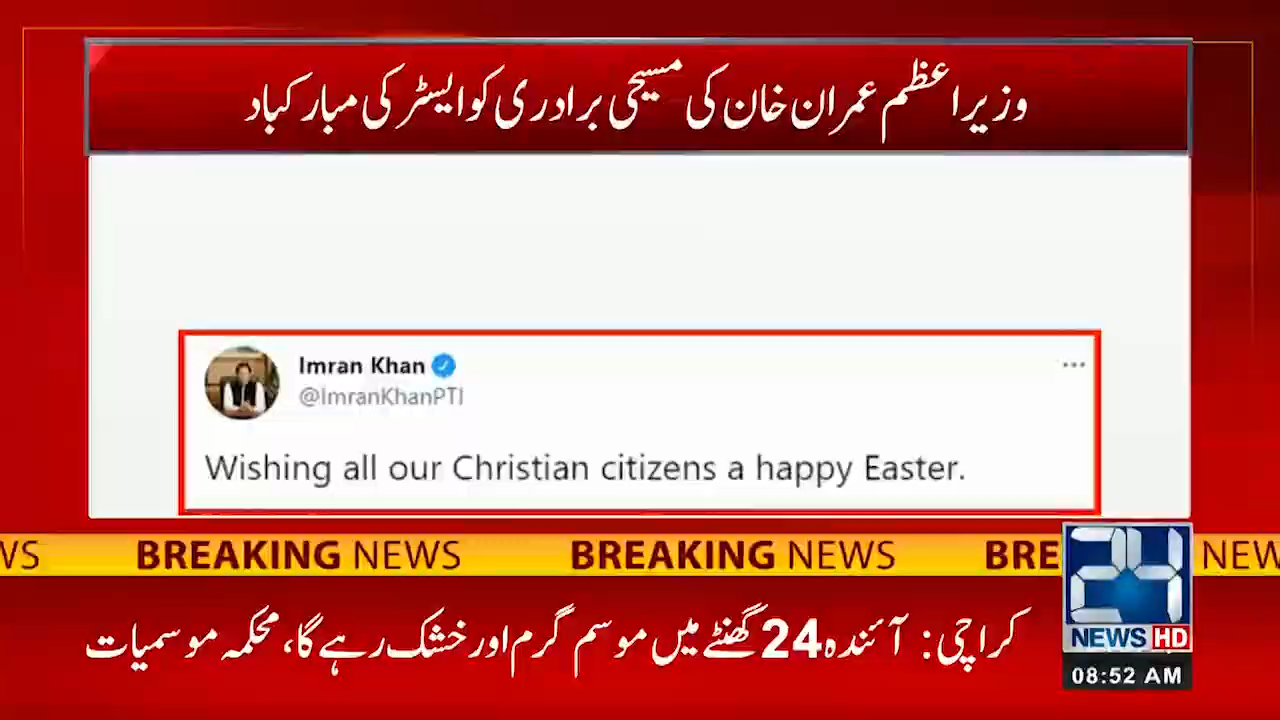 وزیراعظم عمران خان کی مسیحی برادری کو ایسٹر کی مبارکباد
Imran Khan
@ImranKhanPTI
Wishing all our Christian citizens a happy Easter.
WS BREAKING NEWS BREAKING NEWS BRE NEW
24
NEWS HD
کراچی: آئندہ 24 گھنٹے میں موسم گرم اور خشک رہے گا، محکمہ موسمیات
08:52 AM